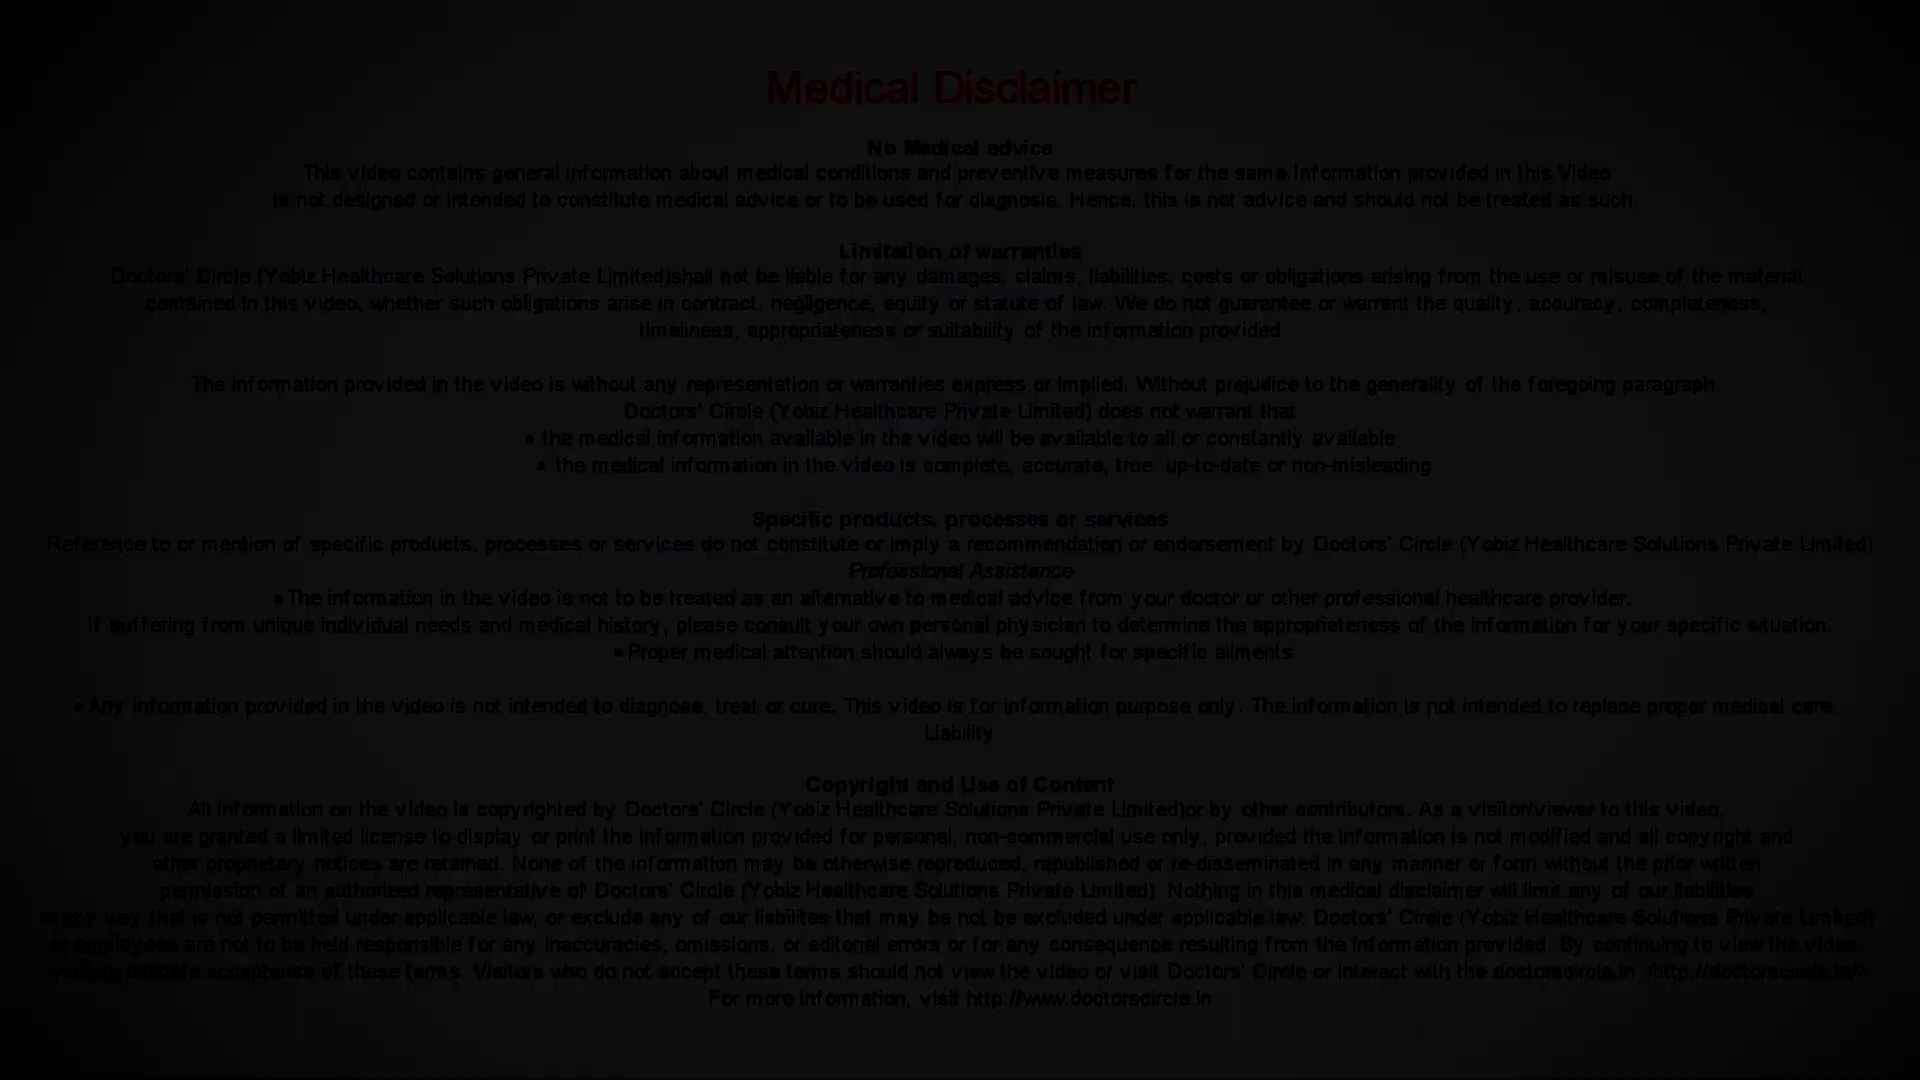 Medical Disclaimer
No Medical advice
This video contains general information about medical conditions and preventive measures for the same.Information provided in this Video
is not designed or intended to constitute medical advice or to be used for diagnosis. Hence, this is not advice and should not be treated as such.
Limitation of warranties
Doctors' Circle (Yobiz Healthcare Solutions Private Limited)shall not be liable for any damages, claims, liabilities, costs or obligations arising from the use or misuse of the material
contained in this video, whether such obligations arise in contract, negligence, equity or statute of law. We do not guarantee or warrant the quality, accuracy, completeness,
timeliness, appropriateness or suitability of the information provided
The information provided in the video is without any representation or warranties express or implied. Without prejudice to the generality of the foregoing paragraph,
Doctors' Circle (Yobiz Healthcare Private Limited) does not warrant that
• the medical information available in the video will be available to all or constantly available
• the medical information in the video is complete, accurate, true up-to-date or non-misleading
Specific products, processes or services
Reference to or mention of specific products, processes or services do not constitute or imply a recommendation or endorsement by Doctors' Circle (Yobiz Healthcare Solutions Private Limited)
Professional Assistance
• The information in the video is not to be treated as an alternative to medical advice from your doctor or other professional healthcare provider.
If suffering from unique individual needs and medical history, please consult your own personal physician to determine the appropriateness of the information for your specific situation.
• Proper medical attention should always be sought for specific ailments
•Any information provided in the video is not intended to diagnose, treat or cure. This video is for information purpose only. The information is not intended to replace proper medical care.
Liability
Copyright and Use of Content
All information on the video is copyrighted by Doctors' Circle (Yobiz Healthcare Solutions Private Limited)or by other contributors. As a visitor/viewer to this video,
you are granted a limited license to display or print the information provided for personal, non-commercial use only, provided the information is not modified and all copyright and
other proprietary notices are retained. None of the information may be otherwise reproduced, republished or re-disseminated in any manner or form without the prior written
permission of an authorized representative of Doctors' Circle (Yobiz Healthcare Solutions Private Limited) Nothing in this medical disclaimer will limit any of our liabilities
in any way that is not permitted under applicable law, or exclude any of our liabilites that may be not be excluded under applicable law. Doctors' Circle (Yobiz Healthcare Solutions Private Limited)
or employees are not to be held responsible for any inaccuracies, omissions, or editorial errors or for any consequence resulting from the information provided. By continuing to view the video,
visitors indicate acceptance of these terms. Visitors who do not accept these terms should not view the video or visit Doctors' Circle or interact with the doctorscircle.in <http://doctorscircle.in/>
For more information, visit http://www.doctorscircle.in